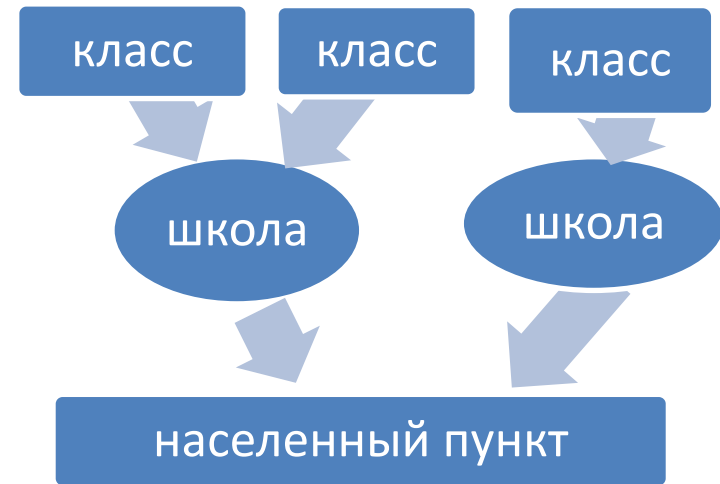 класс
класс
класс
школа
школа
населенный пункт